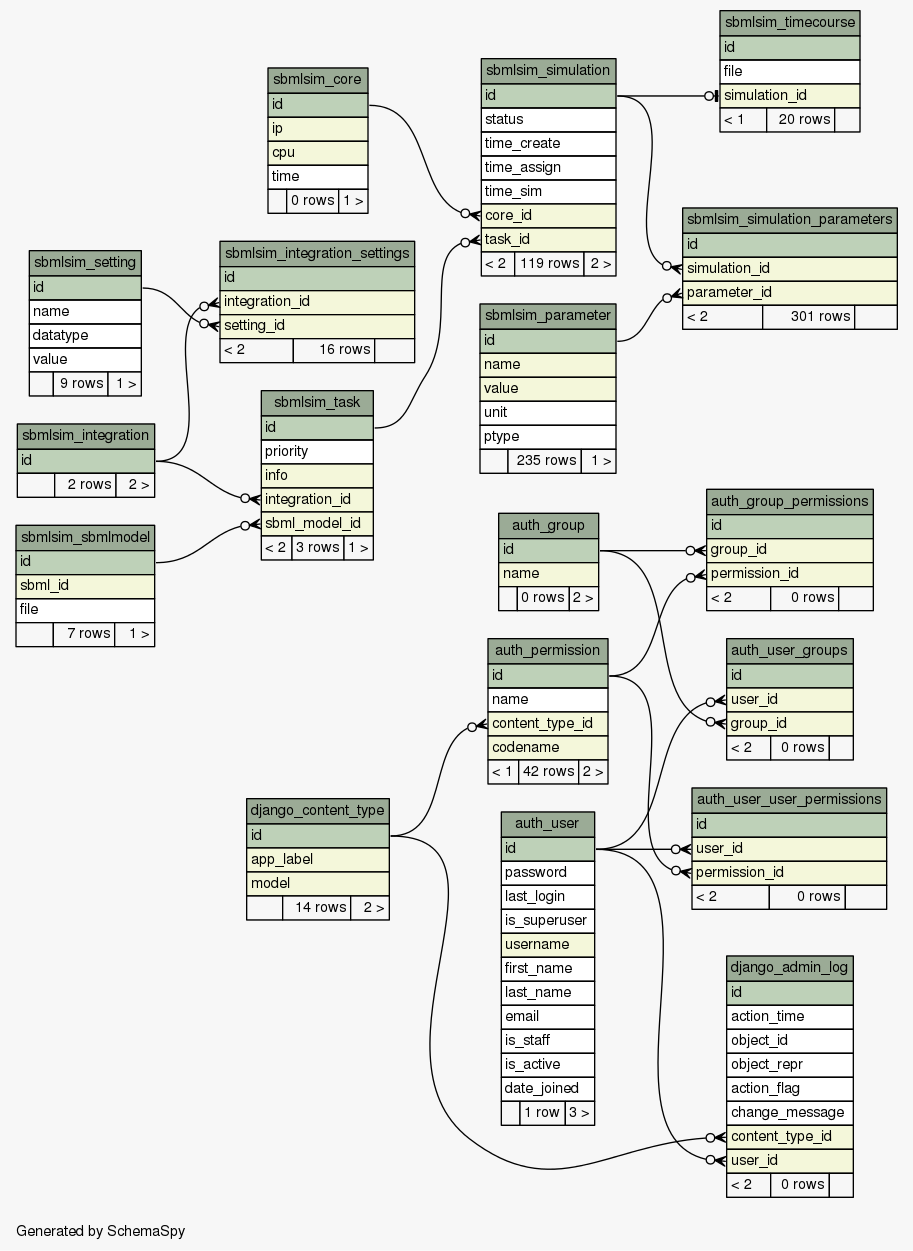 sbmlsim_timecourse
id
file
simulation_id
< 1 20 rows
sbmlsim_simulation
id
status
time_create
time_assign
time_sim
core_id
task_id
< 2 119 rows 2 >
sbmlsim_core
id
ip
cpu
time
0 rows 1 >
sbmlsim_simulation_parameters
id
simulation_id
parameter_id
< 2 301 rows
sbmlsim_integration_settings
id
integration_id
setting_id
< 2 16 rows
sbmlsim_setting
id
name
datatype
value
9 rows 1 >
sbmlsim_parameter
id
name
value
unit
ptype
235 rows 1 >
sbmlsim_task
id
priority
info
integration_id
sbml_model_id
< 2 3 rows 1 >
sbmlsim_integration
id
2 rows 2 >
sbmlsim_sbmlmodel
id
sbml_id
file
7 rows 1 >
auth_group_permissions
id
group_id
permission_id
< 2 0 rows
auth_group
id
name
0 rows 2 >
auth_permission
id
name
content_type_id
codename
< 1 42 rows 2 >
auth_user_groups
id
user_id
group_id
< 2 0 rows
django_content_type
id
app_label
model
14 rows 2 >
auth_user
id
password
last_login
is_superuser
username
first_name
last_name
email
is_staff
is_active
date_joined
1 row 3 >
auth_user_user_permissions
id
user_id
permission_id
< 2 0 rows
django_admin_log
id
action_time
object_id
object_repr
action_flag
change_message
content_type_id
user_id
< 2 0 rows
Generated by SchemaSpy